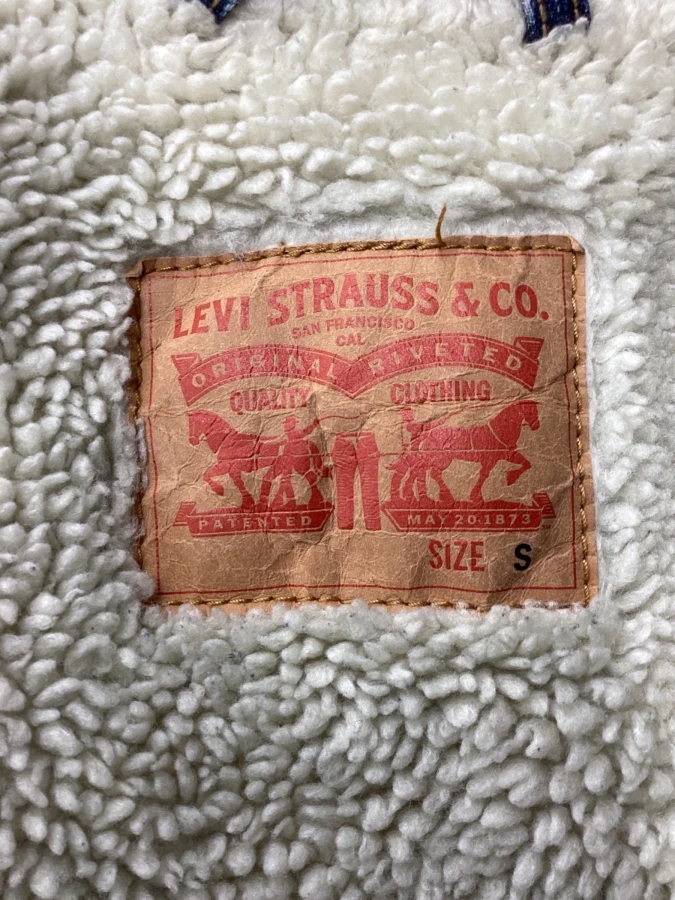 LEVI STRAUSS & CO.
SAN FRANCISCO
CAL
ORIGINAL RIVETED
QUALITY CLOTHING
PATENTED MAY 20 1873
SIZE S